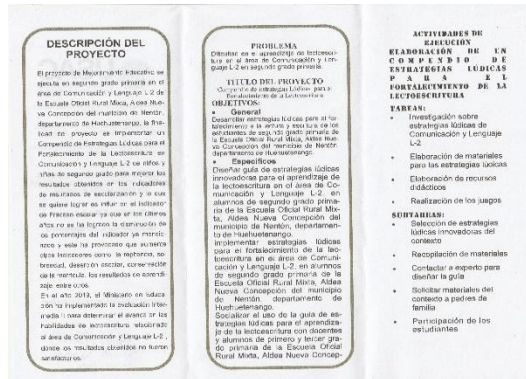 DESCRIPCIÓN DEL
PROYECTO
El proyecto de Mejoramiento Educativo se
ejecuta en segundo grado primaria en el
área de Comunicación y Lenguaje L-2 de
la Escuela Oficial Rural Mixta, Aldea Nue-
va Concepción del municipio de Nentón,
departamento de Huehuetenango, la fina-
lidad de proyecto es implementar un
Compendio de Estrategias Lúdicas para el
Fortalecimiento de la Lectoescritura en
Comunicación y Lenguaje L-2 de niños y
niñas de segundo grado para mejorar los
resultados obtenidos en los indicadores
de resultados de escolarización y lo que
se quiere lograr es influir en el indicador
de fracaso escolar ya que en los últimos
años no se ha logrado la disminución de
los porcentajes del indicador ya mencio-
nado y esto ha provocado que aumente
otros indicadores como la repitencia, so-
breedad, deserción escolar, conservación
de la matrícula, los resultados de aprendi-
zaje, entre otros.
En el año 2019, el Ministerio de Educa-
ción ha implementado la evaluación inter-
media para determinar el avance en las
habilidades de lectoescritura relacionado
al área de Comunicación y Lenguaje L-2,
donde los resultados obtenidos no fueron
satisfactorios.
PROBLEMA
Dificultad en el aprendizaje de lectoescri-
tura en el área de Comunicación y Len-
guaje L-2 en segundo grado primaria.
TITULO DEL PROYECTO
Compendio de estrategias Lúdicas para el
Fortalecimiento de la Lectoescritura
OBJETIVOS:
• General
Desarrollar estrategias lúdicas para el for-
talecimiento a la lectura y escritura de los
estudiantes de segundo grado primaria de
la Escuela Oficial Rural Mixta, Aldea Nue-
va Concepción del municipio de Nentón,
departamento de Huehuetenango.
• Específicos
Diseñar guía de estrategias lúdicas
innovadoras para el aprendizaje de
la lectoescritura en el área de Co-
municación y Lenguaje L-2, en
alumnos de segundo grado prima-
ria de la Escuela Oficial Rural Mix-
ta, Aldea Nueva Concepción del
municipio de Nentón, departamen-
to de Huehuetenango.
Implementar estrategias lúdicas
para el fortalecimiento de la lec-
toescritura en el área de Comuni-
cación y Lenguaje L-2, en alumnos
de segundo grado primaria de la
Escuela Oficial Rural Mixta, Aldea
Nueva Concepción del municipio
de Nentón, departamento de
Huehuetenango.
Socializar el uso de la guía de es-
trategias lúdicas para el aprendiza-
je de la lectoescritura con docentes
y alumnos de primero y tercer gra-
do primaria de la Escuela Oficial
Rural Mixta, Aldea Nueva Concep-
ACTIVIDADES DE
EJECUCIÓN
ELABORACIÓN DE UN
COMPENDIO DE
ESTRATEGIAS LÚDICAS
PARA EL
FORTALECIMIENTO DE LA
LECTOESCRITURA
TAREAS:
• Investigación sobre
estrategias lúdicas de
Comunicación y Lenguaje
L-2
• Elaboración de materiales
para las estrategias lúdicas
• Elaboración de recursos
didácticos
• Realización de los juegos
SUBTAREAS:
• Selección de estrategias
lúdicas innovadoras del
contexto
• Recopilación de materiales
• Contactar a experto para
diseñar la guía
• Solicitar materiales del
contexto a padres de
familia
• Participación de los
estudiantes